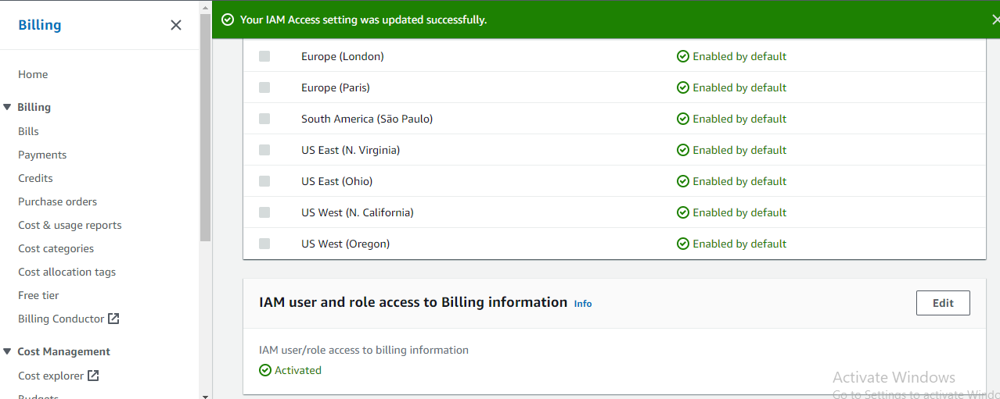 Billing
Home
Billing
Bills
Payments
Credits
Purchase orders
Cost & usage reports
Cost categories
Cost allocation tags
Free tier
Billing Conductor
Cost Management
Cost explorer
Budgets
Your IAM Access setting was updated successfully.
Europe (London) Enabled by default
Europe (Paris) Enabled by default
South America (São Paulo) Enabled by default
US East (N. Virginia) Enabled by default
US East (Ohio) Enabled by default
US West (N. California) Enabled by default
US West (Oregon) Enabled by default
IAM user and role access to Billing information Info Edit
IAM user/role access to billing information
Activated
Activate Windows
Go to Settings to activate Windo